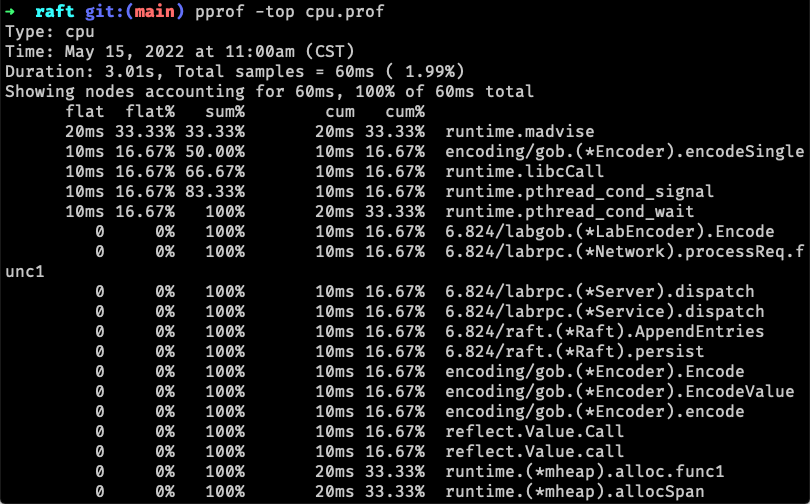 ➜  raft git:(main) pprof -top cpu.prof
Type: cpu
Time: May 15, 2022 at 11:00am (CST)
Duration: 3.01s, Total samples = 60ms ( 1.99%)
Showing nodes accounting for 60ms, 100% of 60ms total
      flat  flat%   sum%        cum   cum%
      20ms 33.33% 33.33%       20ms 33.33%  runtime.madvise
      10ms 16.67% 50.00%       10ms 16.67%  encoding/gob.(*Encoder).encodeSingle
      10ms 16.67% 66.67%       10ms 16.67%  runtime.libcCall
      10ms 16.67% 83.33%       10ms 16.67%  runtime.pthread_cond_signal
      10ms 16.67%   100%       20ms 33.33%  runtime.pthread_cond_wait
         0     0%   100%       10ms 16.67%  6.824/labgob.(*LabEncoder).Encode
         0     0%   100%       10ms 16.67%  6.824/labrpc.(*Network).processReq.f
unc1
         0     0%   100%       10ms 16.67%  6.824/labrpc.(*Server).dispatch
         0     0%   100%       10ms 16.67%  6.824/labrpc.(*Service).dispatch
         0     0%   100%       10ms 16.67%  6.824/raft.(*Raft).AppendEntries
         0     0%   100%       10ms 16.67%  6.824/raft.(*Raft).persist
         0     0%   100%       10ms 16.67%  encoding/gob.(*Encoder).Encode
         0     0%   100%       10ms 16.67%  encoding/gob.(*Encoder).EncodeValue
         0     0%   100%       10ms 16.67%  encoding/gob.(*Encoder).encode
         0     0%   100%       10ms 16.67%  reflect.Value.Call
         0     0%   100%       10ms 16.67%  reflect.Value.call
         0     0%   100%       20ms 33.33%  runtime.(*mheap).alloc.func1
         0     0%   100%       20ms 33.33%  runtime.(*mheap).allocSpan